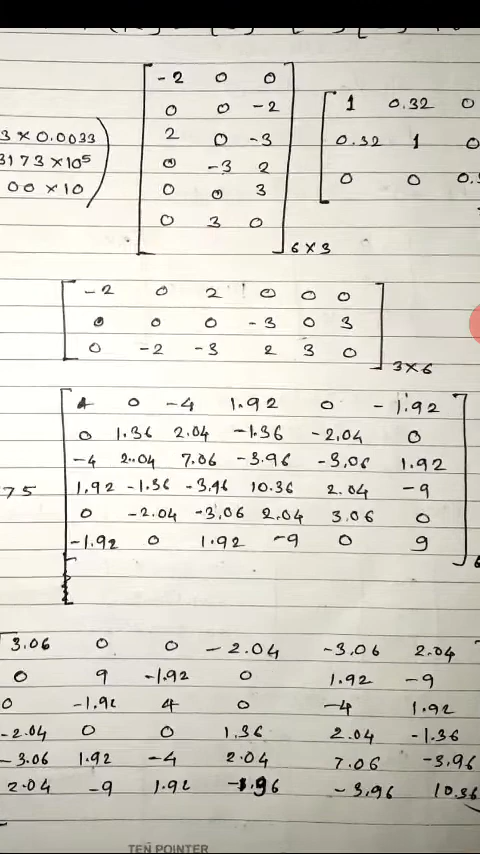 3 × 0.0033
3173 × 10⁵
00 × 10
-2 0 0
0 0 -2
2 0 -3
0 -3 2
0 0 3
0 3 0
6 × 3
1 0.32 0
0.32 1 0
0 0 0.
-2 0 2 0 0 0
0 0 0 -3 0 3
0 -2 -3 2 3 0
3×6
4 0 -4 1.92 0 -1.92
0 1.36 2.04 -1.36 -2.04 0
-4 2.04 7.06 -3.96 -3.06 1.92
75 1.92 -1.36 -3.96 10.36 2.04 -9
0 -2.04 -3.06 2.04 3.06 0
-1.92 0 1.92 -9 0 9
6
3.06 0 0 -2.04 -3.06 2.04
0 9 -1.92 0 1.92 -9
0 -1.92 4 0 -4 1.92
-2.04 0 0 1.36 2.04 -1.36
-3.06 1.92 -4 2.04 7.06 -3.96
2.04 -9 1.92 -3.96 10.36
TEN POINTER